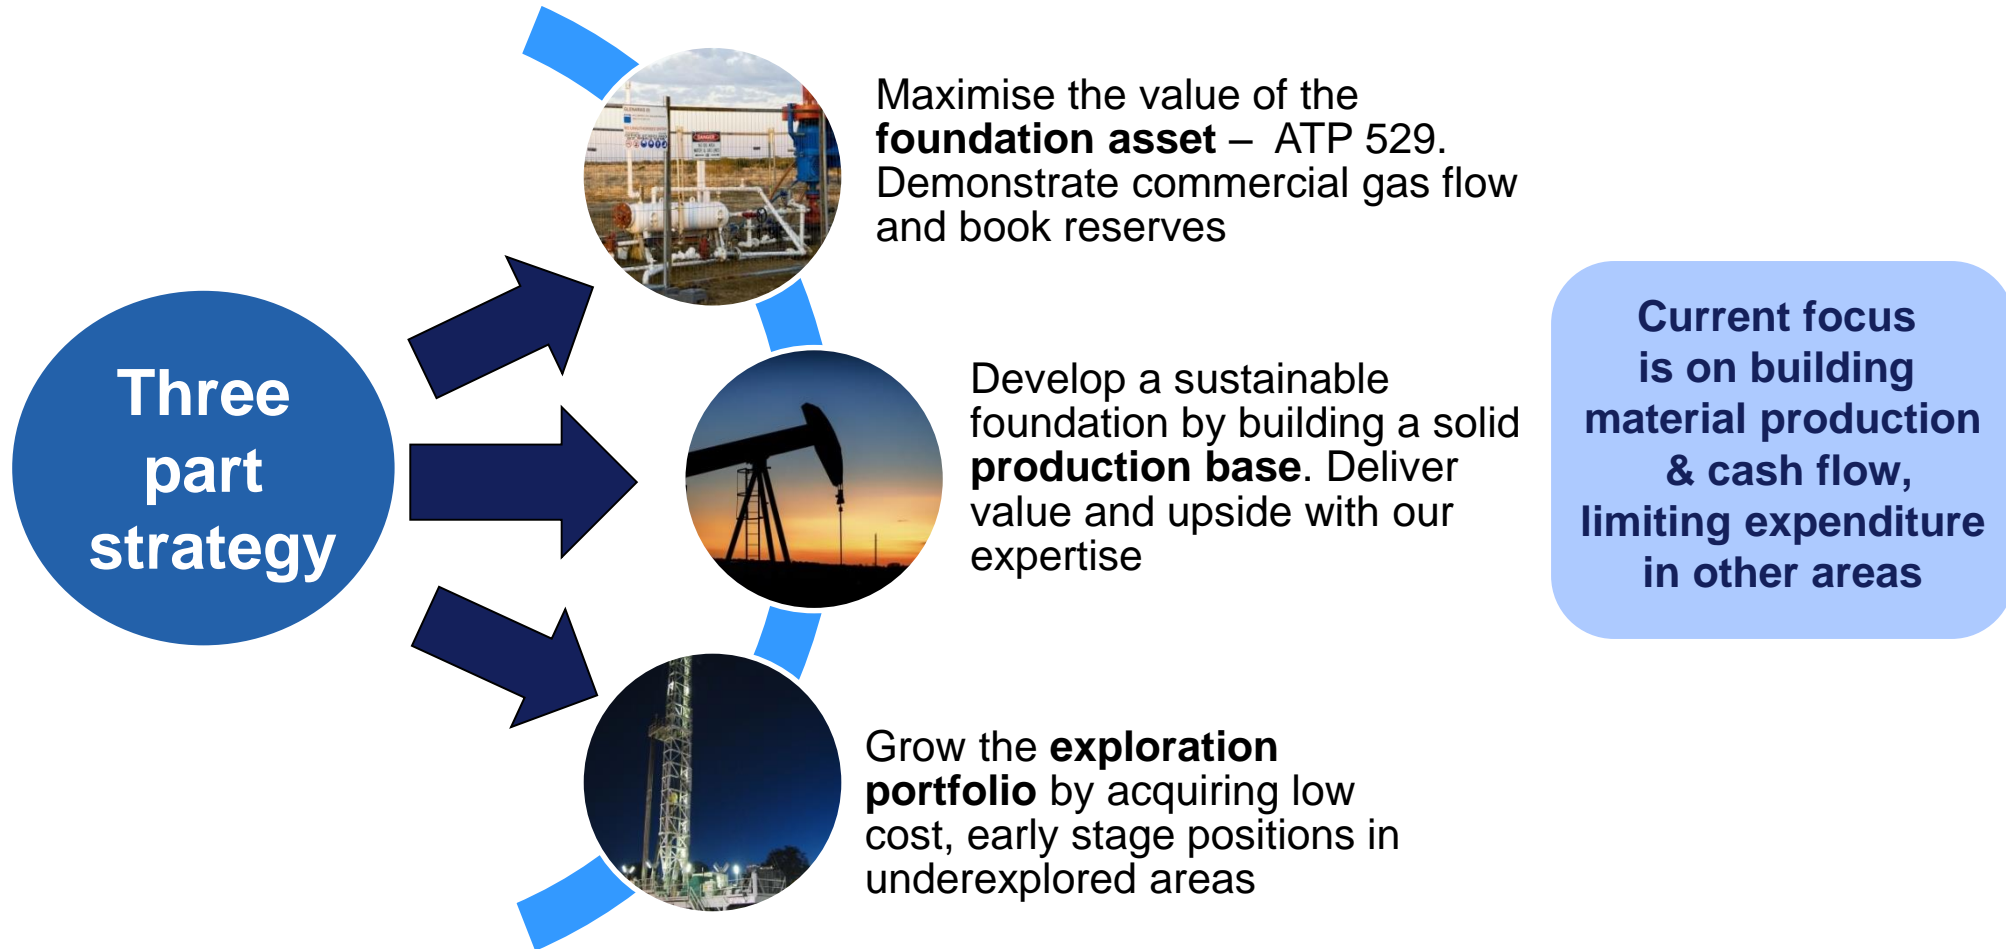 Three
part
strategy
Maximise the value of the
foundation asset – ATP 529.
Demonstrate commercial gas flow
and book reserves
Develop a sustainable
foundation by building a solid
production base. Deliver
value and upside with our
expertise
Grow the exploration
portfolio by acquiring low
cost, early stage positions in
underexplored areas
Current focus
is on building
material production
& cash flow,
limiting expenditure
in other areas
DANGER